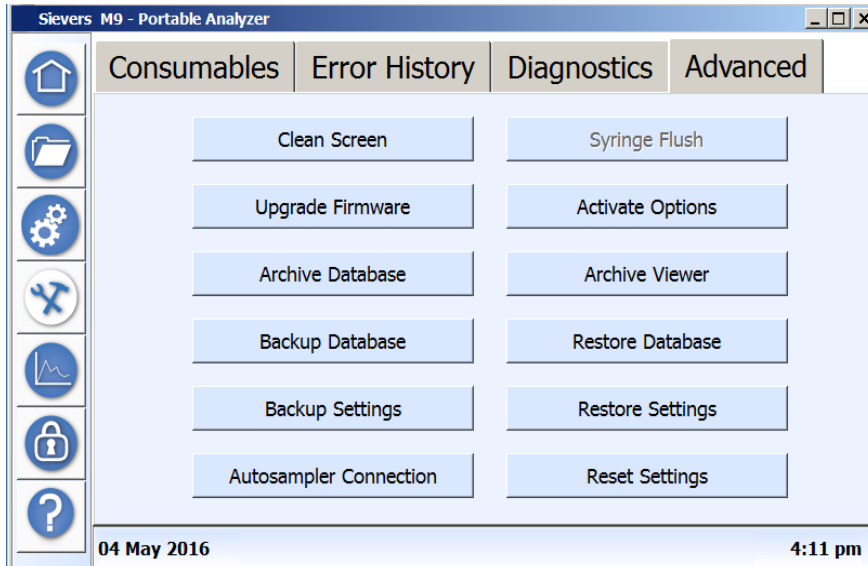 Sievers M9 - Portable Analyzer
Consumables Error History Diagnostics Advanced
Clean Screen Syringe Flush
Upgrade Firmware Activate Options
Archive Database Archive Viewer
Backup Database Restore Database
Backup Settings Restore Settings
Autosampler Connection Reset Settings
?
04 May 2016 4:11 pm